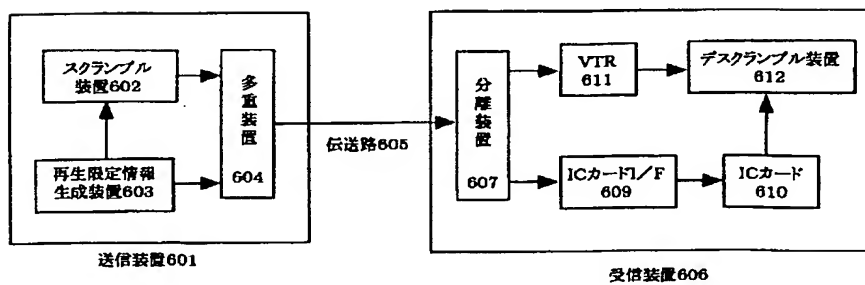 スクランブル
装置602
再生限定情報
生成装置603
多重装置
604
送信装置601
伝送路605
分離装置
607
VTR
611
デスクランブル装置
612
ICカードI/F
609
ICカード
610
受信装置606